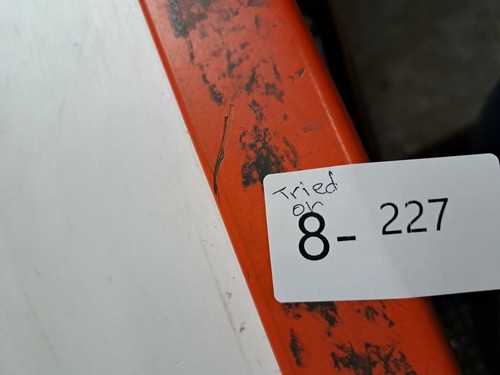 Tried
on
8- 227